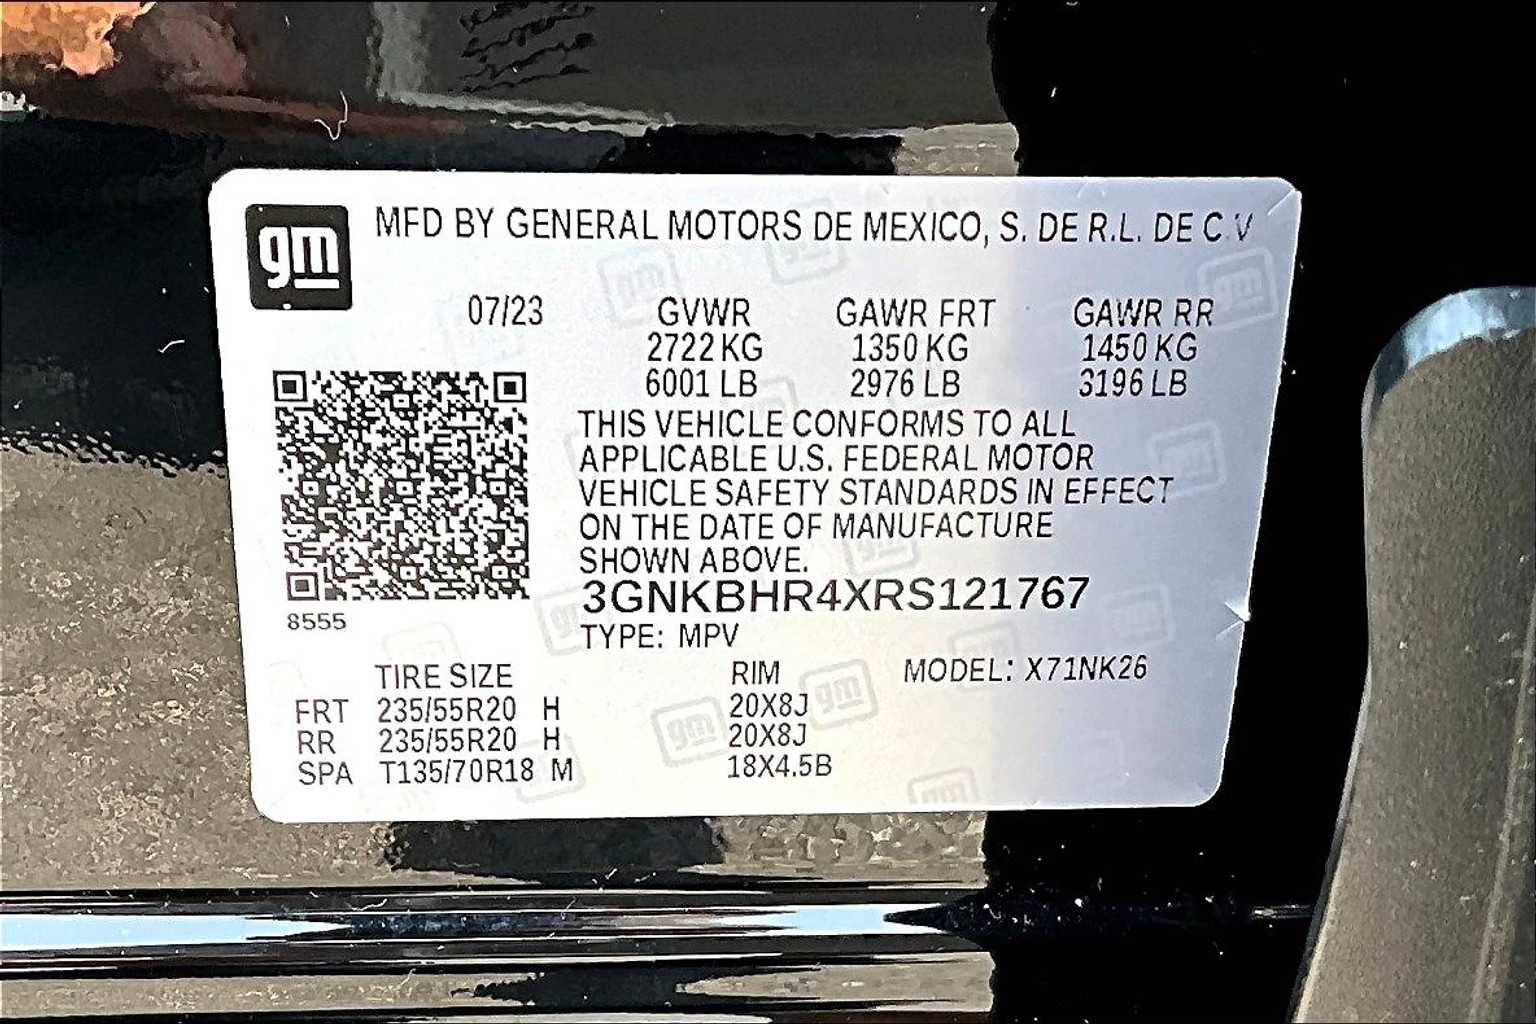 gm MFD BY GENERAL MOTORS DE MEXICO, S. DE R.L. DE C.V
07/23 GVWR GAWR FRT GAWR RR
2722 KG 1350 KG 1450 KG
6001 LB 2976 LB 3196 LB
THIS VEHICLE CONFORMS TO ALL
APPLICABLE U.S. FEDERAL MOTOR
VEHICLE SAFETY STANDARDS IN EFFECT
ON THE DATE OF MANUFACTURE
SHOWN ABOVE.
3GNKBHR4XRS121767
8555
TYPE: MPV
TIRE SIZE RIM MODEL: X71NK26
FRT 235/55R20 H 20X8J
RR 235/55R20 H 20X8J
SPA T135/70R18 M 18X4.5B